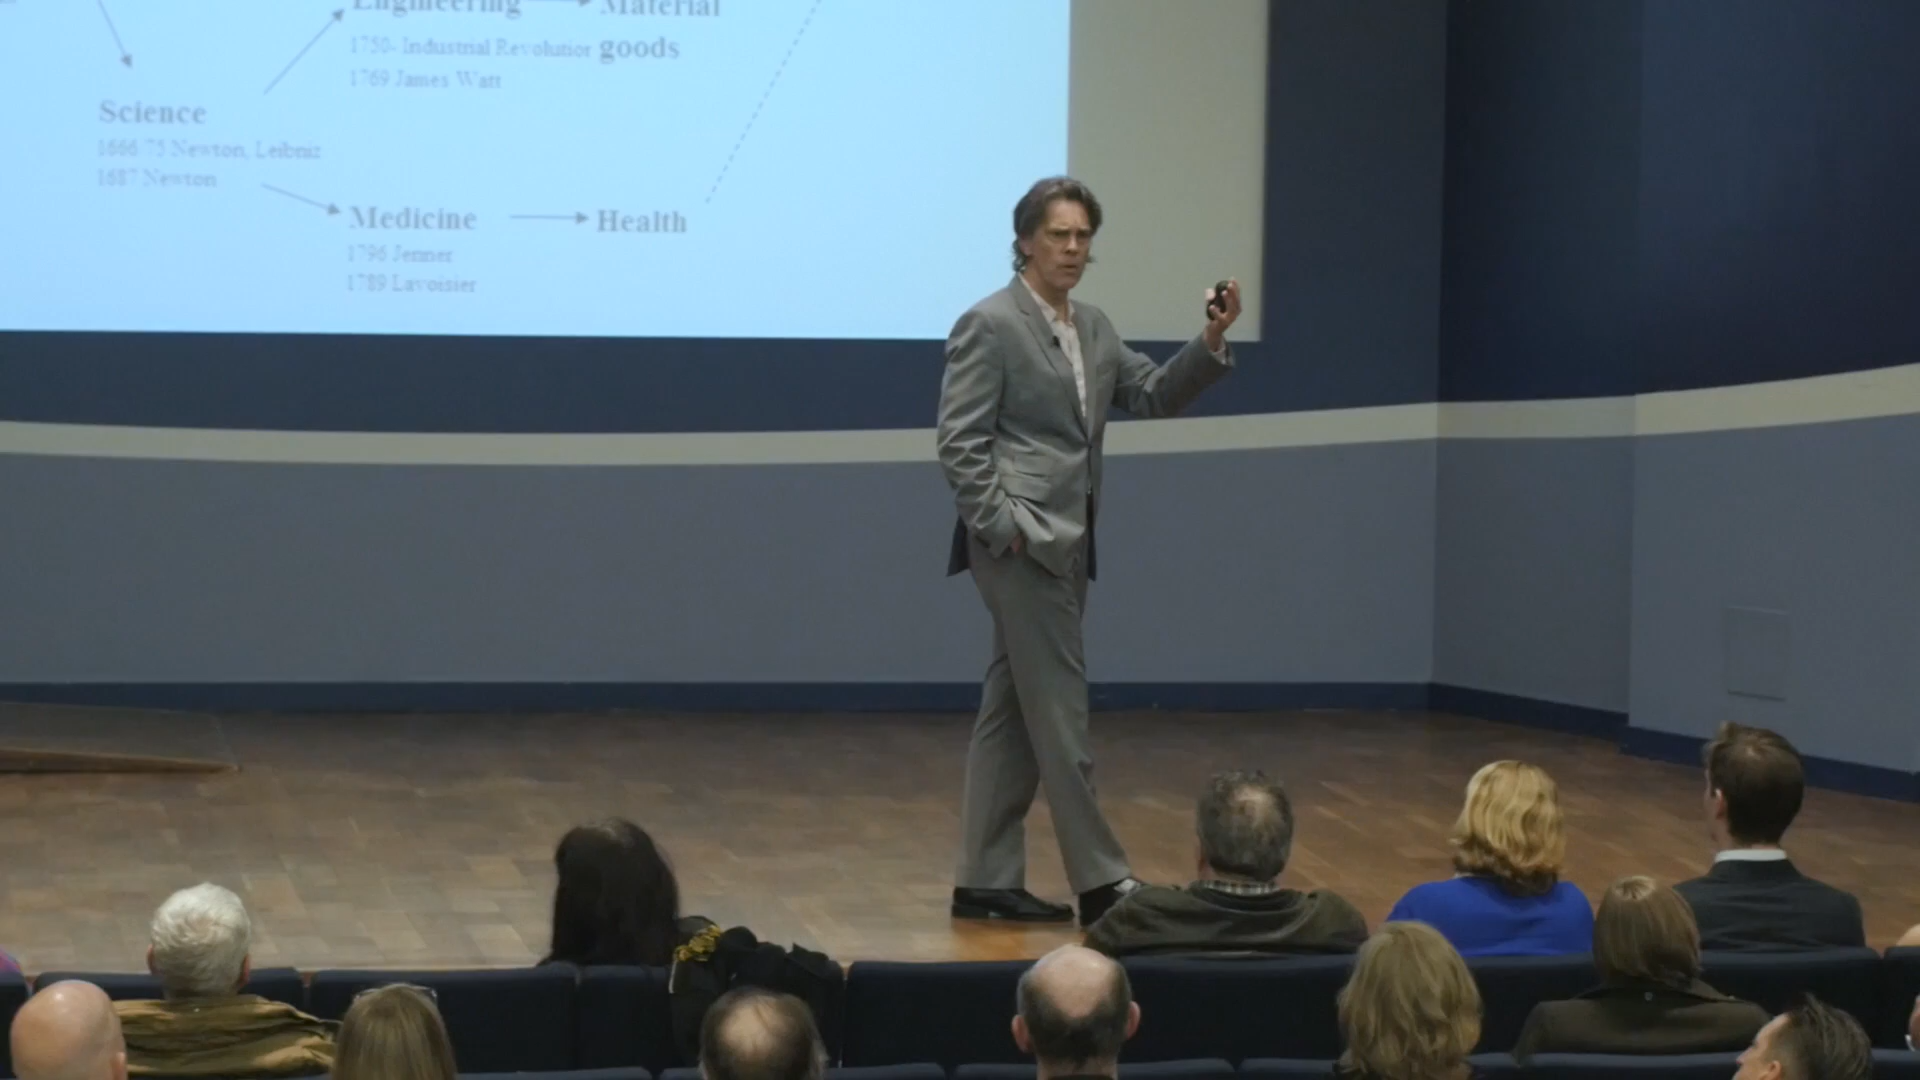 Engineering
Material
1750- Industrial Revolution
goods
1769 James Watt
Science
1666/75 Newton, Leibniz
1687 Newton
Medicine
Health
1796 Jenner
1789 Lavoisier